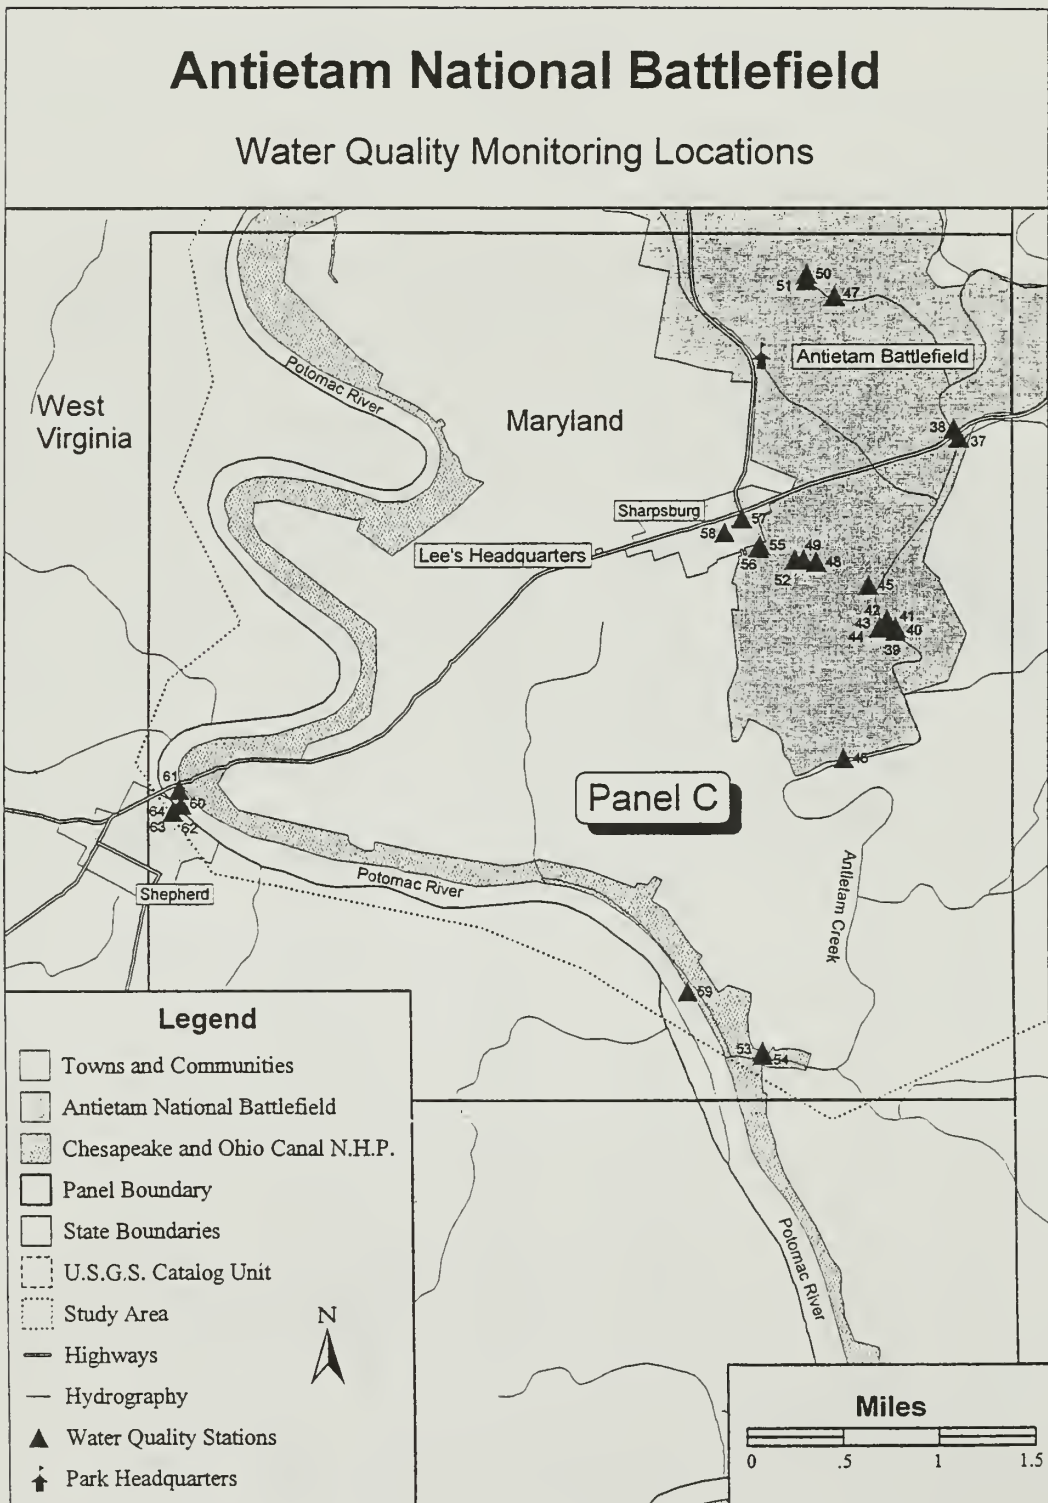 Antietam National Battlefield
Water Quality Monitoring Locations
50
51
47
Potomac River
Antietam Battlefield
West
Virginia
Maryland
38
37
Sharpsburg
57
58
Lee's Headquarters
55
49
56
52
48
45
42
41
43
40
44
39
46
61
Panel C
60
64
63
62
Potomac River
Shepherd
Antietam Creek
59
53
54
Legend
Towns and Communities
Antietam National Battlefield
Chesapeake and Ohio Canal N.H.P.
Panel Boundary
State Boundaries
U.S.G.S. Catalog Unit
Study Area
N
Highways
Hydrography
Water Quality Stations
Park Headquarters
Potomac River
Miles
0 .5 1 1.5